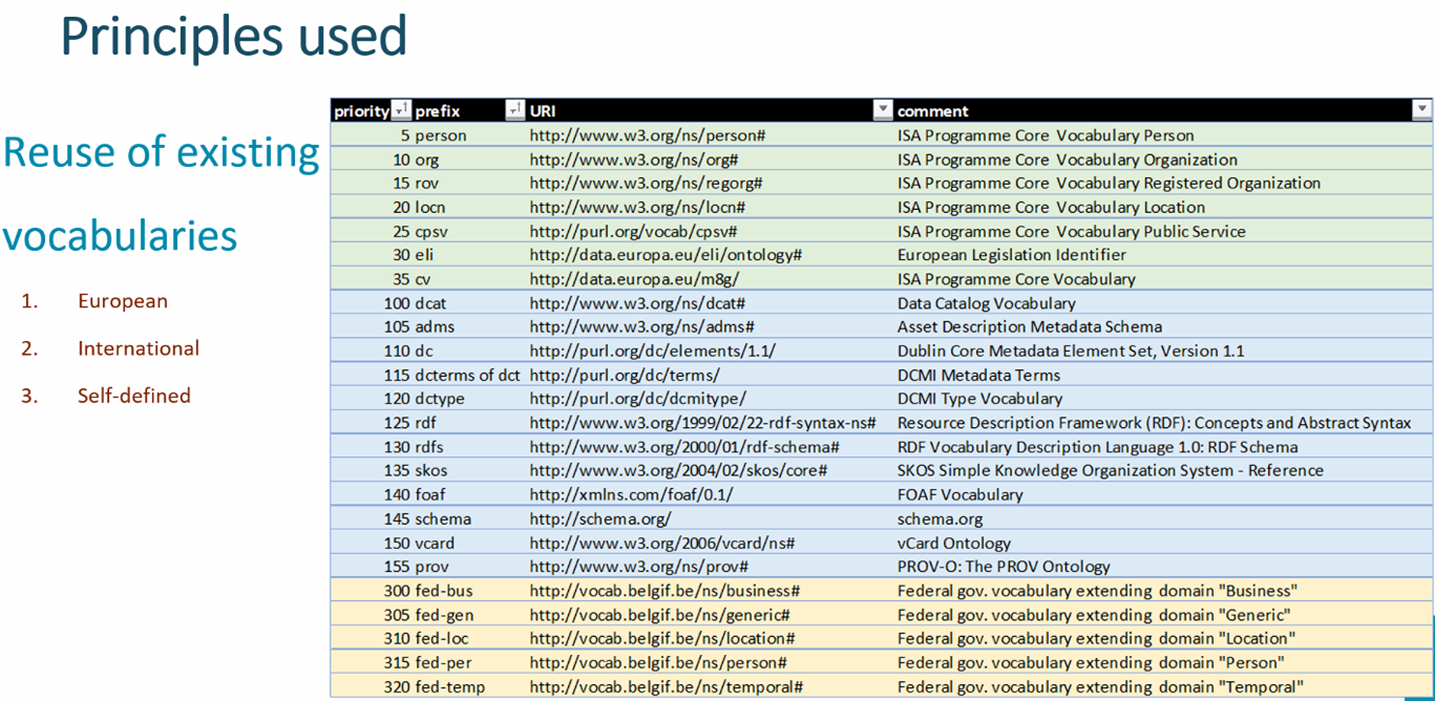 Principles used
Reuse of existing
vocabularies
1. European
2. International
3. Self-defined
priority prefix URI comment
5 person http://www.w3.org/ns/person# ISA Programme Core Vocabulary Person
10 org http://www.w3.org/ns/org# ISA Programme Core Vocabulary Organization
15 rov http://www.w3.org/ns/regorg# ISA Programme Core Vocabulary Registered Organization
20 locn http://www.w3.org/ns/locn# ISA Programme Core Vocabulary Location
25 cpsv http://purl.org/vocab/cpsv# ISA Programme Core Vocabulary Public Service
30 eli http://data.europa.eu/eli/ontology# European Legislation Identifier
35 cv http://data.europa.eu/m8g/ ISA Programme Core Vocabulary
100 dcat http://www.w3.org/ns/dcat# Data Catalog Vocabulary
105 adms http://www.w3.org/ns/adms# Asset Description Metadata Schema
110 dc http://purl.org/dc/elements/1.1/ Dublin Core Metadata Element Set, Version 1.1
115 dcterms of dct http://purl.org/dc/terms/ DCMI Metadata Terms
120 dctype http://purl.org/dc/dcmitype/ DCMI Type Vocabulary
125 rdf http://www.w3.org/1999/02/22-rdf-syntax-ns# Resource Description Framework (RDF): Concepts and Abstract Syntax
130 rdfs http://www.w3.org/2000/01/rdf-schema# RDF Vocabulary Description Language 1.0: RDF Schema
135 skos http://www.w3.org/2004/02/skos/core# SKOS Simple Knowledge Organization System - Reference
140 foaf http://xmlns.com/foaf/0.1/ FOAF Vocabulary
145 schema http://schema.org/ schema.org
150 vcard http://www.w3.org/2006/vcard/ns# vCard Ontology
155 prov http://www.w3.org/ns/prov# PROV-O: The PROV Ontology
300 fed-bus http://vocab.belgif.be/ns/business# Federal gov. vocabulary extending domain "Business"
305 fed-gen http://vocab.belgif.be/ns/generic# Federal gov. vocabulary extending domain "Generic"
310 fed-loc http://vocab.belgif.be/ns/location# Federal gov. vocabulary extending domain "Location"
315 fed-per http://vocab.belgif.be/ns/person# Federal gov. vocabulary extending domain "Person"
320 fed-temp http://vocab.belgif.be/ns/temporal# Federal gov. vocabulary extending domain "Temporal"